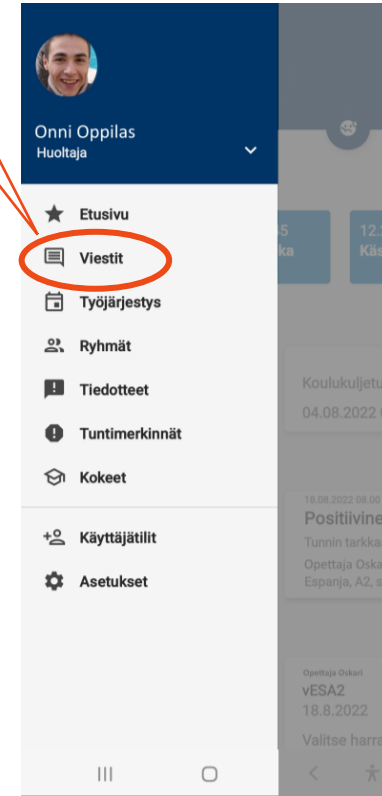 Onni Oppilas
Huoltaja
Etusivu
Viestit
Työjärjestys
Ryhmät
Tiedotteet
Tuntimerkinnät
Kokeet
Käyttäjätilit
Asetukset
12.
Koulukuljetu
04.08.2022
18.08.2022 08.00
Positiivine
Tunnin tarkka
Opettaja Oska
Espanja, A2, s
Opettaja Oskari
vESA2
18.8.2022
Valitse harra